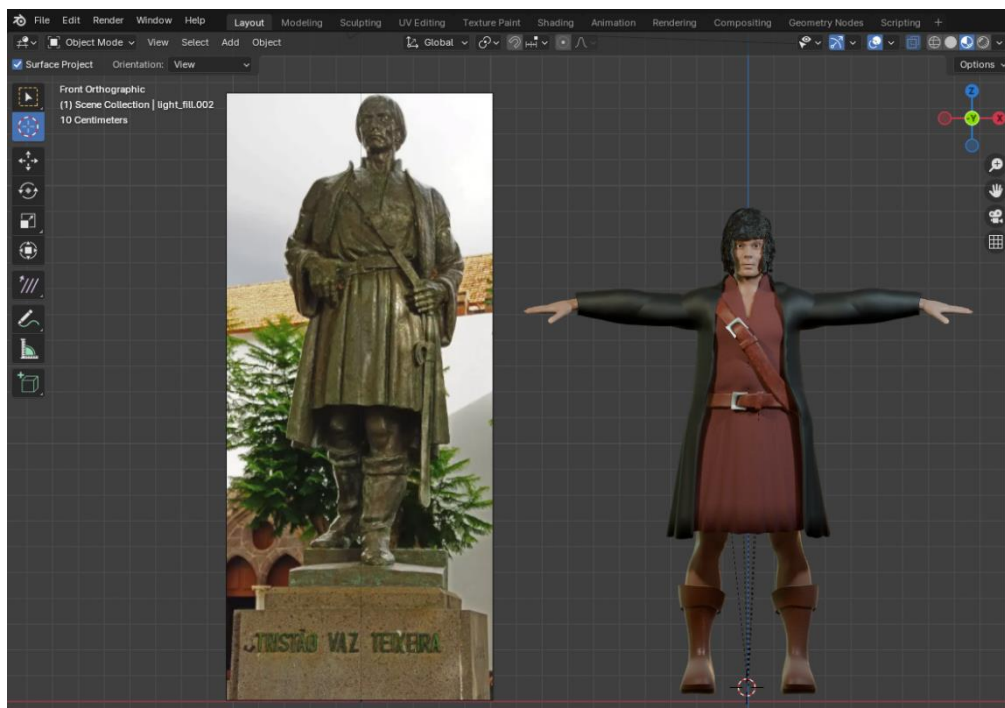 File Edit Render Window Help Layout Modeling Sculpting UV Editing Texture Paint Shading Animation Rendering Compositing Geometry Nodes Scripting +
Object Mode View Select Add Object Global
Surface Project Orientation: View Options
Front Orthographic
(1) Scene Collection | light_fill.002
10 Centimeters
Z
-Y
X
TRISTÃO VAZ TEIXEIRA